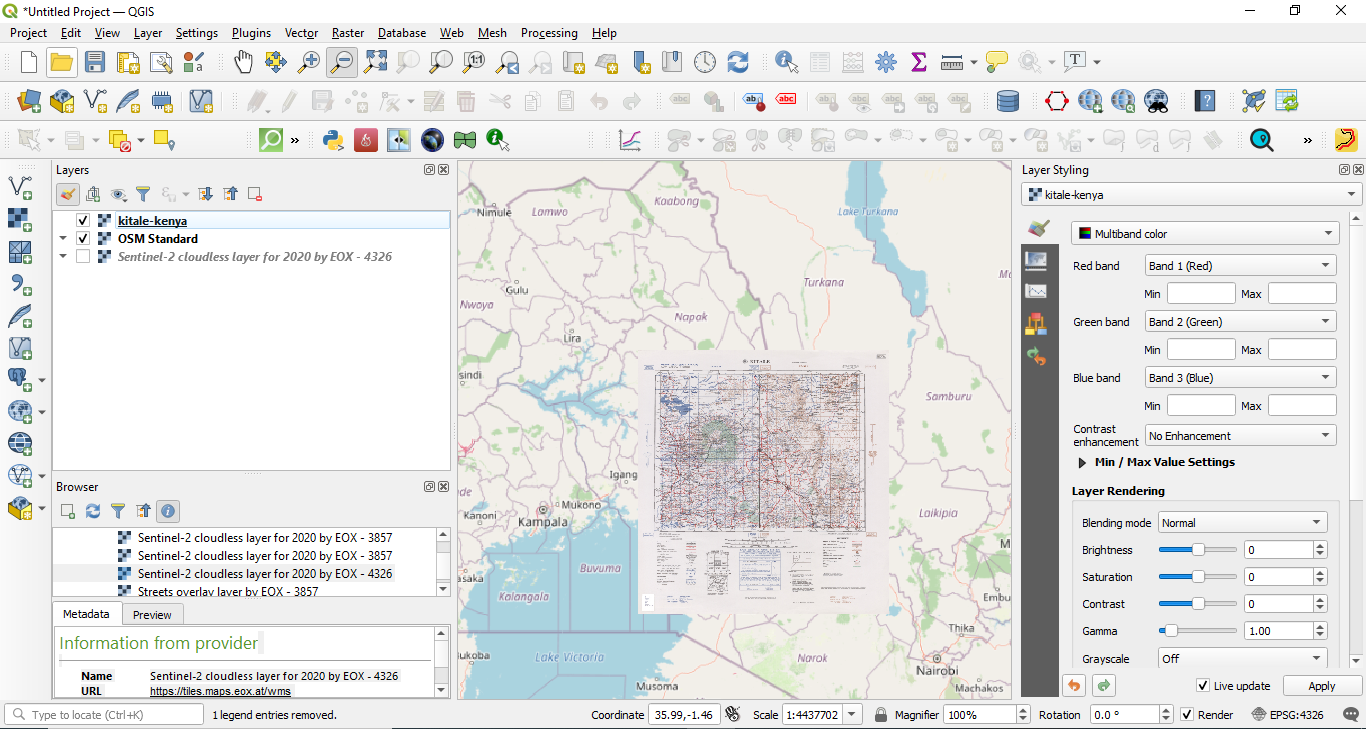 *Untitled Project — QGIS
Project Edit View Layer Settings Plugins Vector Raster Database Web Mesh Processing Help
Layers
kitale-kenya
OSM Standard
Sentinel-2 cloudless layer for 2020 by EOX - 4326
Browser
Sentinel-2 cloudless layer for 2020 by EOX - 3857
Sentinel-2 cloudless layer for 2020 by EOX - 3857
Sentinel-2 cloudless layer for 2020 by EOX - 4326
Streets overlay layer by EOX - 3857
Metadata Preview
Information from provider
Name Sentinel-2 cloudless layer for 2020 by EOX - 4326
URL https://tiles.maps.eox.at/wms
Kaabong
Nimule Lamwo Lake Turkana
Gulu Turkana
Nwoya
Napak
Lira
sindi
KITALE
Samburu
Igang
Kanoni Mukono
Kampala
Laikipia
Buvuma
asaka
Kalangala
Embu
Thika
ukoba Lake Victoria Narok
Nairobi
Musoma Machakos
Layer Styling
kitale-kenya
Multiband color
Red band Band 1 (Red)
Min Max
Green band Band 2 (Green)
Min Max
Blue band Band 3 (Blue)
Min Max
Contrast enhancement No Enhancement
Min / Max Value Settings
Layer Rendering
Blending mode Normal
Brightness 0
Saturation 0
Contrast 0
Gamma 1.00
Grayscale Off
Live update Apply
Type to locate (Ctrl+K) 1 legend entries removed. Coordinate 35.99,-1.46 Scale 1:4437702 Magnifier 100% Rotation 0.0 ° Render EPSG:4326